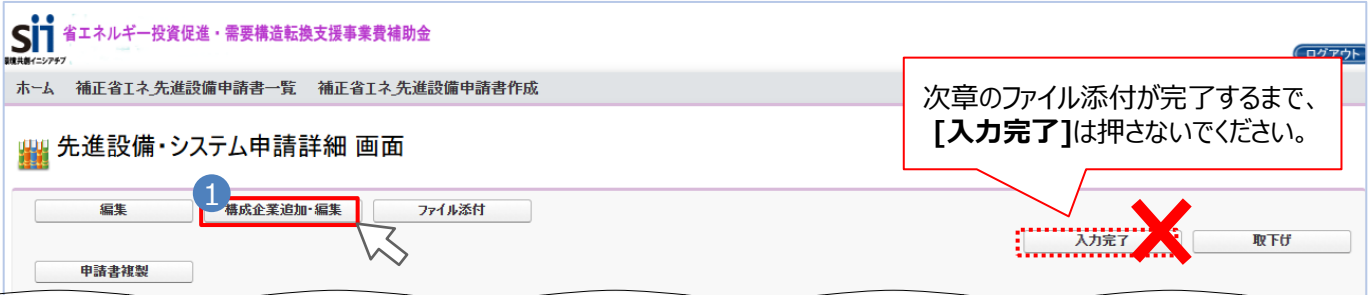 sii 省エネルギー投資促進・需要構造転換支援事業費補助金
環境共創イニシアチブ
ログアウト
ホーム 補正省エネ_先進設備申請書一覧 補正省エネ_先進設備申請書作成
次章のファイル添付が完了するまで、
[入力完了]は押さないでください。
先進設備・システム申請詳細 画面
1
編集 構成企業追加・編集 ファイル添付
入力完了 取下げ
申請書複製